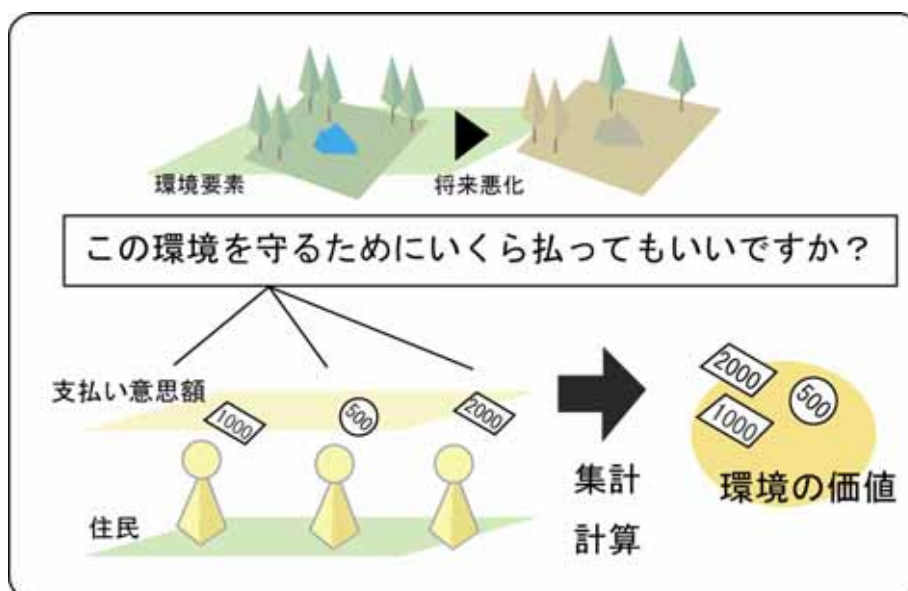 環境要素
将来悪化
この環境を守るためにいくら払ってもいいですか？
支払い意思額
1000
500
2000
住民
集計
計算
2000
500
1000
環境の価値